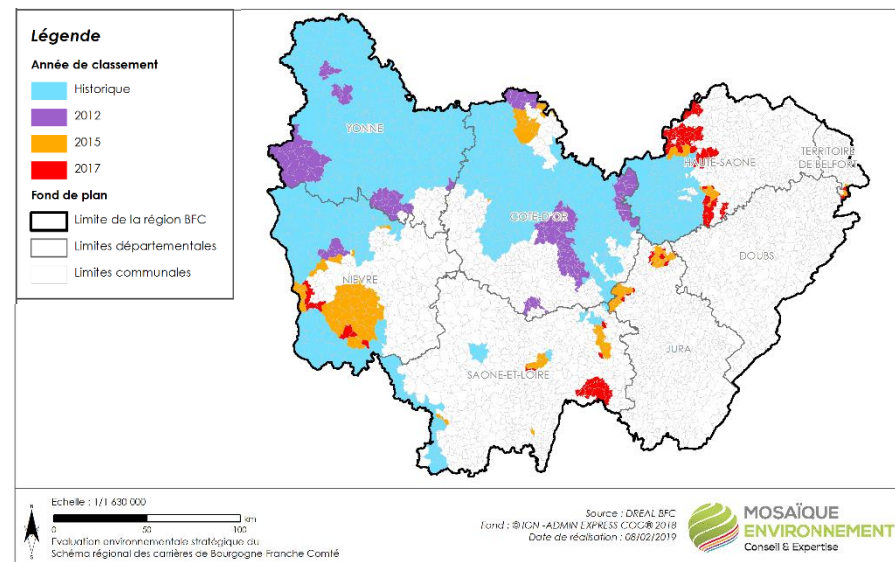 Légende
Année de classement
Historique
2012
2015
2017
Fond de plan
Limite de la région BFC
Limites départementales
Limites communales
YONNE
COTE-D'OR
HAUTE-SAONE
TERRITOIRE
DE BELFORT
DOUBS
NIEVRE
JURA
SAONE-ET-LOIRE
N
Echelle : 1/1 630 000
0 50 100 km
Evaluation environnementale stratégique du
Schéma régional des carrières de Bourgogne Franche Comté
Source : DREAL BFC
Fond : ©IGN -ADMIN EXPRESS COG® 2018
Date de réalisation : 08/02/2019
MOSAÏQUE
ENVIRONNEMENT
Conseil & Expertise